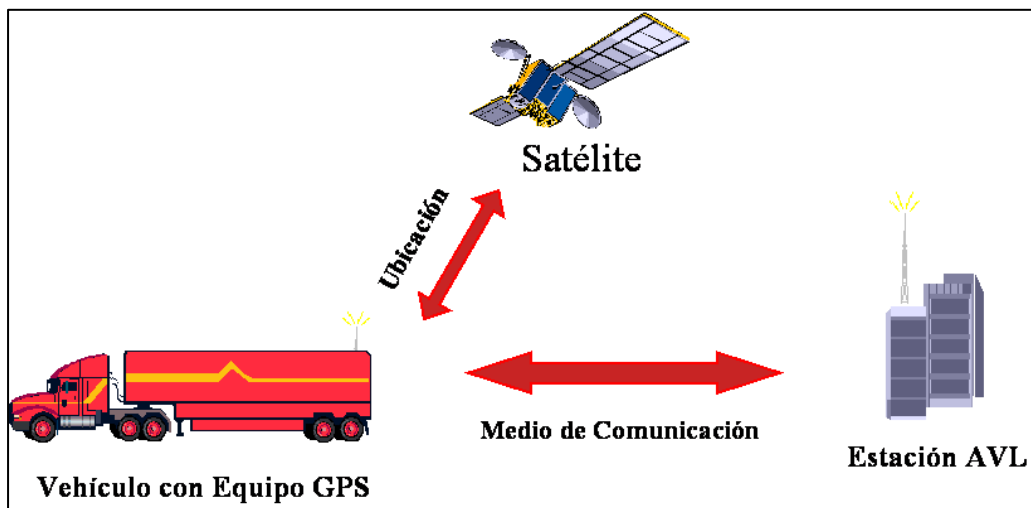 Satélite
Ubicación
Medio de Comunicación
Estación AVL
Vehículo con Equipo GPS